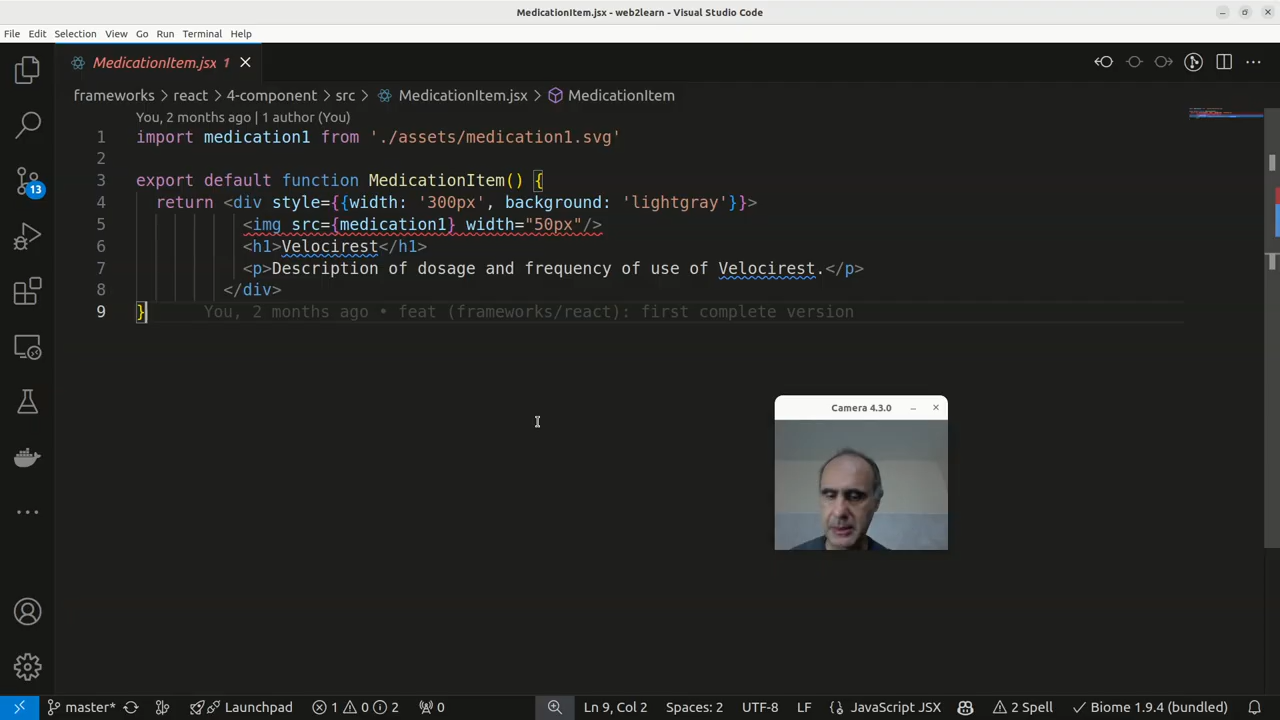 MedicationItem.jsx - web2learn - Visual Studio Code
File Edit Selection View Go Run Terminal Help
MedicationItem.jsx 1
frameworks > react > 4-component > src > MedicationItem.jsx > MedicationItem
You, 2 months ago | 1 author (You)
1 import medication1 from './assets/medication1.svg'
2
3 export default function MedicationItem() {
4 return <div style={{width: '300px', background: 'lightgray'}}>
5 <img src={medication1} width="50px"/>
6 <h1>Velocirest</h1>
7 <p>Description of dosage and frequency of use of Velocirest.</p>
8 </div>
9 } You, 2 months ago • feat (frameworks/react): first complete version
13
Camera 4.3.0
master* Launchpad 1 0 2 0 Ln 9, Col 2 Spaces: 2 UTF-8 LF {} JavaScript JSX 2 Spell Biome 1.9.4 (bundled)